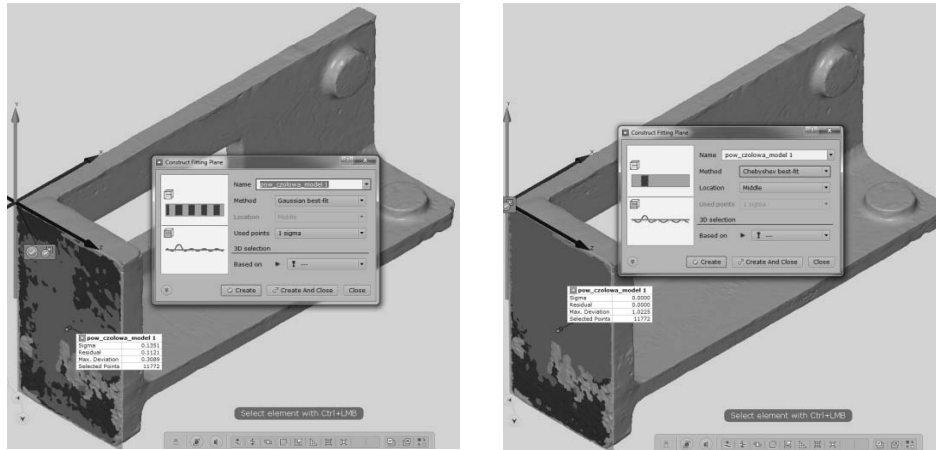 Construct Fitting Plane
Name pow_czolowa_model 1
Method Gaussian best-fit
Location Middle
Used points 1 sigma
3D selection
Based on ---
Create Create And Close Close
pow_czolowa_model 1
Sigma 0.1351
Residual 0.1121
Max. Deviation 0.3089
Selected Points 11772
Select element with Ctrl+LMB
Construct Fitting Plane
Name pow_czolowa_model 1
Method Chebyshev best-fit
Location Middle
Used points 1 sigma
3D selection
Based on ---
Create Create And Close Close
pow_czolowa_model 1
Sigma 0.0000
Residual 0.0000
Max. Deviation 1.0225
Selected Points 11772
Select element with Ctrl+LMB